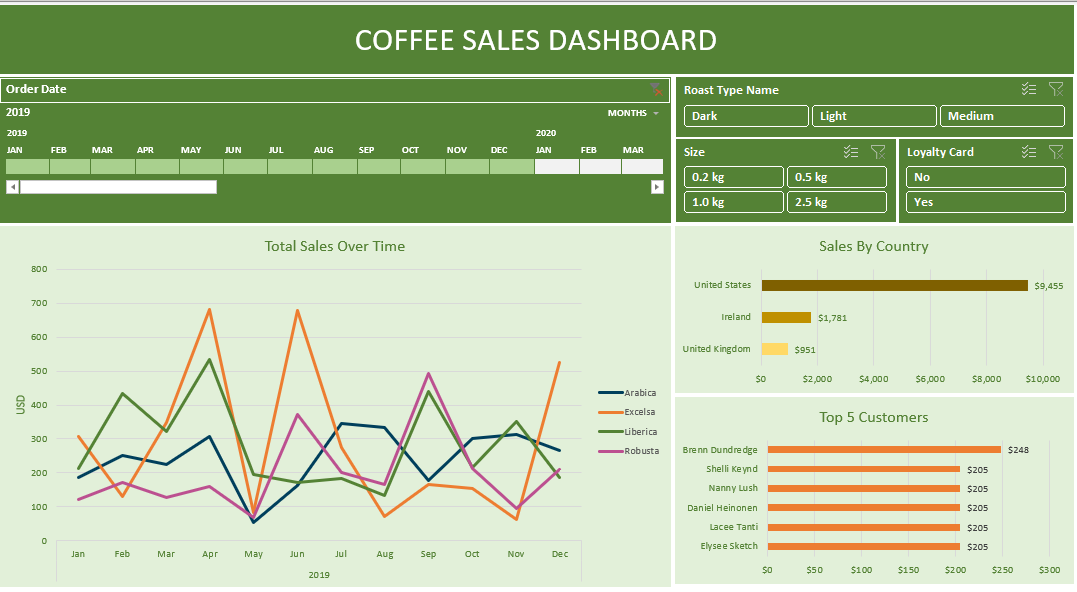 COFFEE SALES DASHBOARD
Order Date
2019
MONTHS
2019 2020
JAN FEB MAR APR MAY JUN JUL AUG SEP OCT NOV DEC JAN FEB MAR
Roast Type Name
Dark Light Medium
Size
0.2 kg 0.5 kg
1.0 kg 2.5 kg
Loyalty Card
No
Yes
Total Sales Over Time
800
700
600
500
400
300
200
100
0
USD
Jan Feb Mar Apr May Jun Jul Aug Sep Oct Nov Dec
2019
Arabica
Excelsa
Liberica
Robusta
Sales By Country
United States $9,455
Ireland $1,781
United Kingdom $951
$0 $2,000 $4,000 $6,000 $8,000 $10,000
Top 5 Customers
Brenn Dundredge $248
Shelli Keynd $205
Nanny Lush $205
Daniel Heinonen $205
Lacee Tanti $205
Elysee Sketch $205
$0 $50 $100 $150 $200 $250 $300